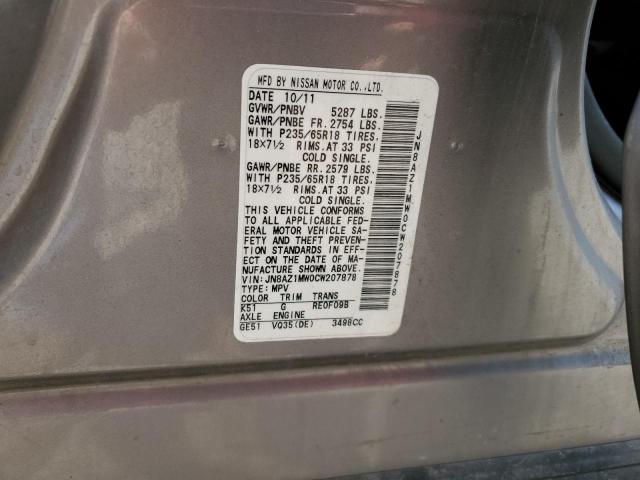 MFD BY NISSAN MOTOR CO.,LTD.
DATE 10/11
GVWR/PNBV 5287 LBS.
GAWR/PNBE FR. 2754 LBS.
WITH P235/65R18 TIRES.
18×7½ RIMS.AT 33 PSI
COLD SINGLE.
GAWR/PNBE RR. 2579 LBS.
WITH P235/65R18 TIRES.
18×7½ RIMS.AT 33 PSI
COLD SINGLE.
THIS VEHICLE CONFORMS
TO ALL APPLICABLE FED-
ERAL MOTOR VEHICLE SA-
FETY AND THEFT PREVEN-
TION STANDARDS IN EFF-
ECT ON THE DATE OF MA-
NUFACTURE SHOWN ABOVE.
VIN:JN8AZ1MW0CW207878
TYPE:MPV
COLOR TRIM TRANS
K51 G RE0F09B
AXLE ENGINE
GE51 VQ35(DE) 3498CC
JN8AZ1MW0CW207878